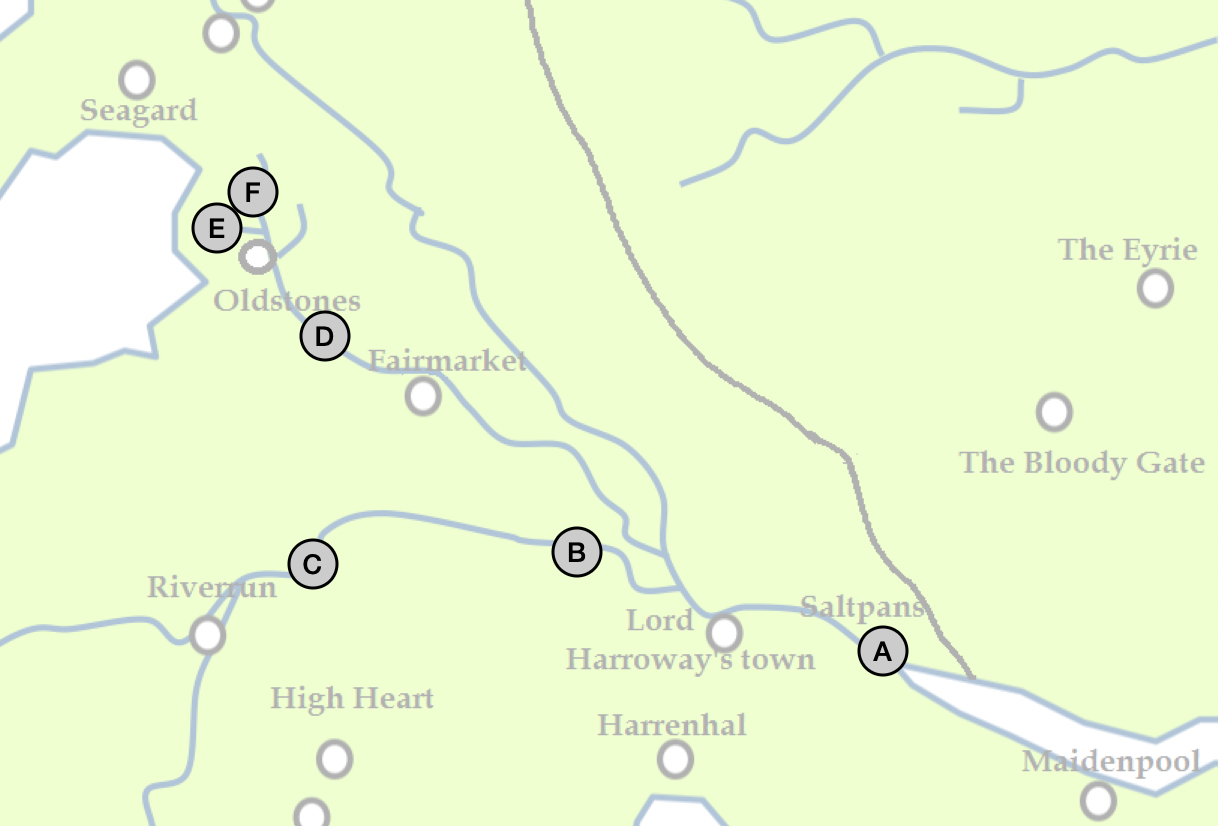 Seagard
F
E
The Eyrie
Oldstones
D
Fairmarket
The Bloody Gate
B
C
Riverrun
Saltpans
Lord
Harroway's town
A
High Heart
Harrenhal
Maidenpool